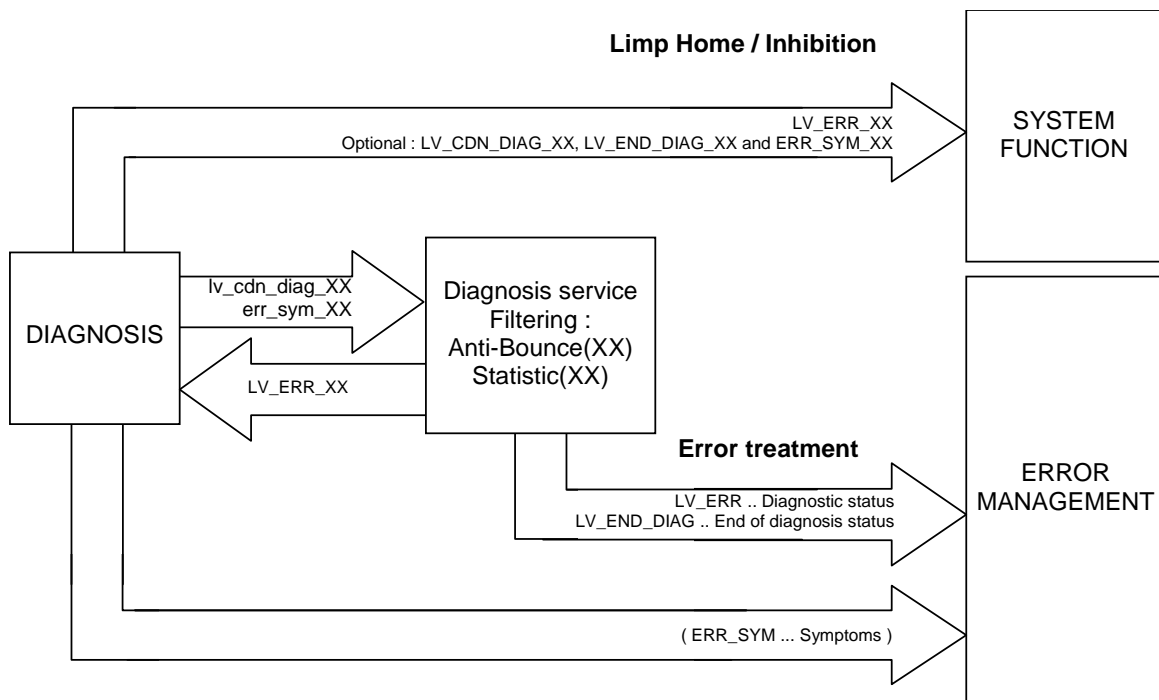 Limp Home / Inhibition
LV_ERR_XX
Optional : LV_CDN_DIAG_XX, LV_END_DIAG_XX and ERR_SYM_XX
SYSTEM
FUNCTION
DIAGNOSIS
lv_cdn_diag_XX
err_sym_XX
LV_ERR_XX
Diagnosis service
Filtering :
Anti-Bounce(XX)
Statistic(XX)
Error treatment
LV_ERR .. Diagnostic status
LV_END_DIAG .. End of diagnosis status
ERROR
MANAGEMENT
( ERR_SYM ... Symptoms )